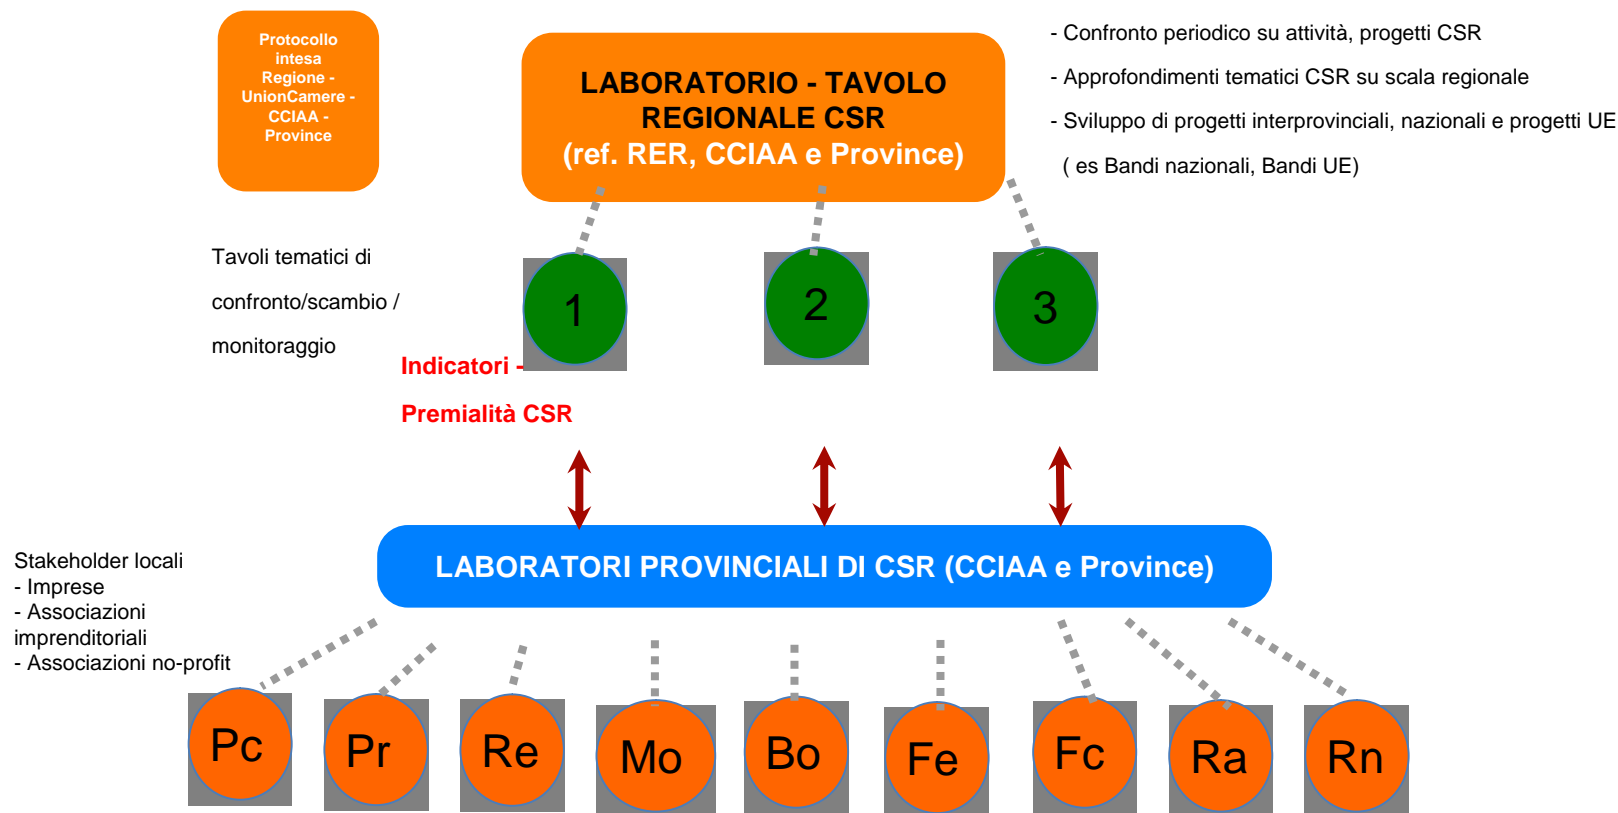 Protocollo
intesa
Regione -
UnionCamere -
CCIAA -
Province
LABORATORIO - TAVOLO
REGIONALE CSR
(ref. RER, CCIAA e Province)
- Confronto periodico su attività, progetti CSR
- Approfondimenti tematici CSR su scala regionale
- Sviluppo di progetti interprovinciali, nazionali e progetti UE
( es Bandi nazionali, Bandi UE)
Tavoli tematici di
confronto/scambio /
monitoraggio
1
2
3
Indicatori -
Premialità CSR
LABORATORI PROVINCIALI DI CSR (CCIAA e Province)
Stakeholder locali
- Imprese
- Associazioni
imprenditoriali
- Associazioni no-profit
Pc
Pr
Re
Mo
Bo
Fe
Fc
Ra
Rn